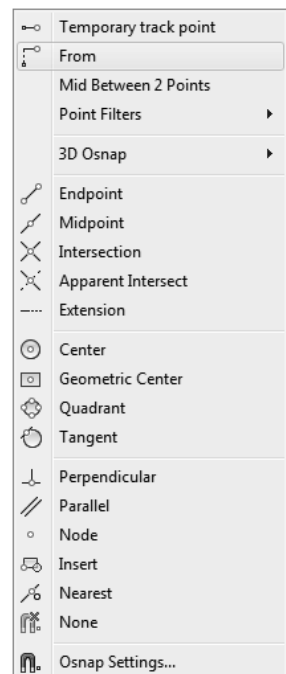 Temporary track point
From
Mid Between 2 Points
Point Filters
3D Osnap
Endpoint
Midpoint
Intersection
Apparent Intersect
Extension
Center
Geometric Center
Quadrant
Tangent
Perpendicular
Parallel
Node
Insert
Nearest
None
Osnap Settings...